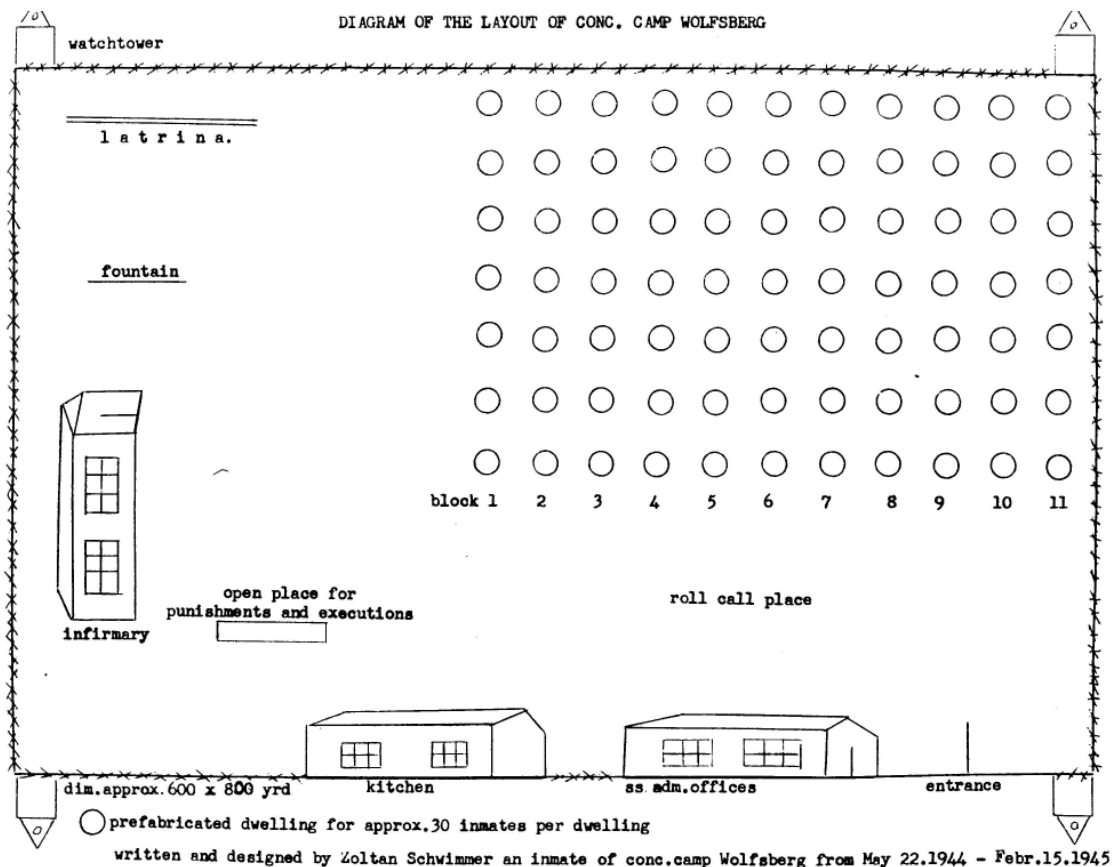 DIAGRAM OF THE LAYOUT OF CONC. CAMP WOLFSBERG
watchtower
latrina.
fountain
block 1 2 3 4 5 6 7 8 9 10 11
open place for
punishments and executions
roll call place
infirmary
dim.approx.600 x 800 yrd
kitchen
ss adm.offices
entrance
prefabricated dwelling for approx.30 inmates per dwelling
written and designed by Zoltan Schwimmer an inmate of conc.camp Wolfsberg from May 22.1944 - Febr.15.1945